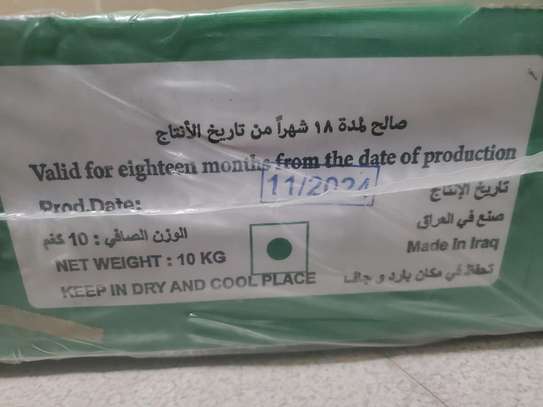 صالح لمدة ١٨ شهراً من تاريخ الأنتاج
Valid for eighteen months from the date of production
Prod.Date: 11/2024 تاريخ الإنتاج
صنع في العراق
الوزن الصافي : 10 كغم
Made in Iraq
NET WEIGHT : 10 KG
تحفظ في مكان بارد و جاف
KEEP IN DRY AND COOL PLACE